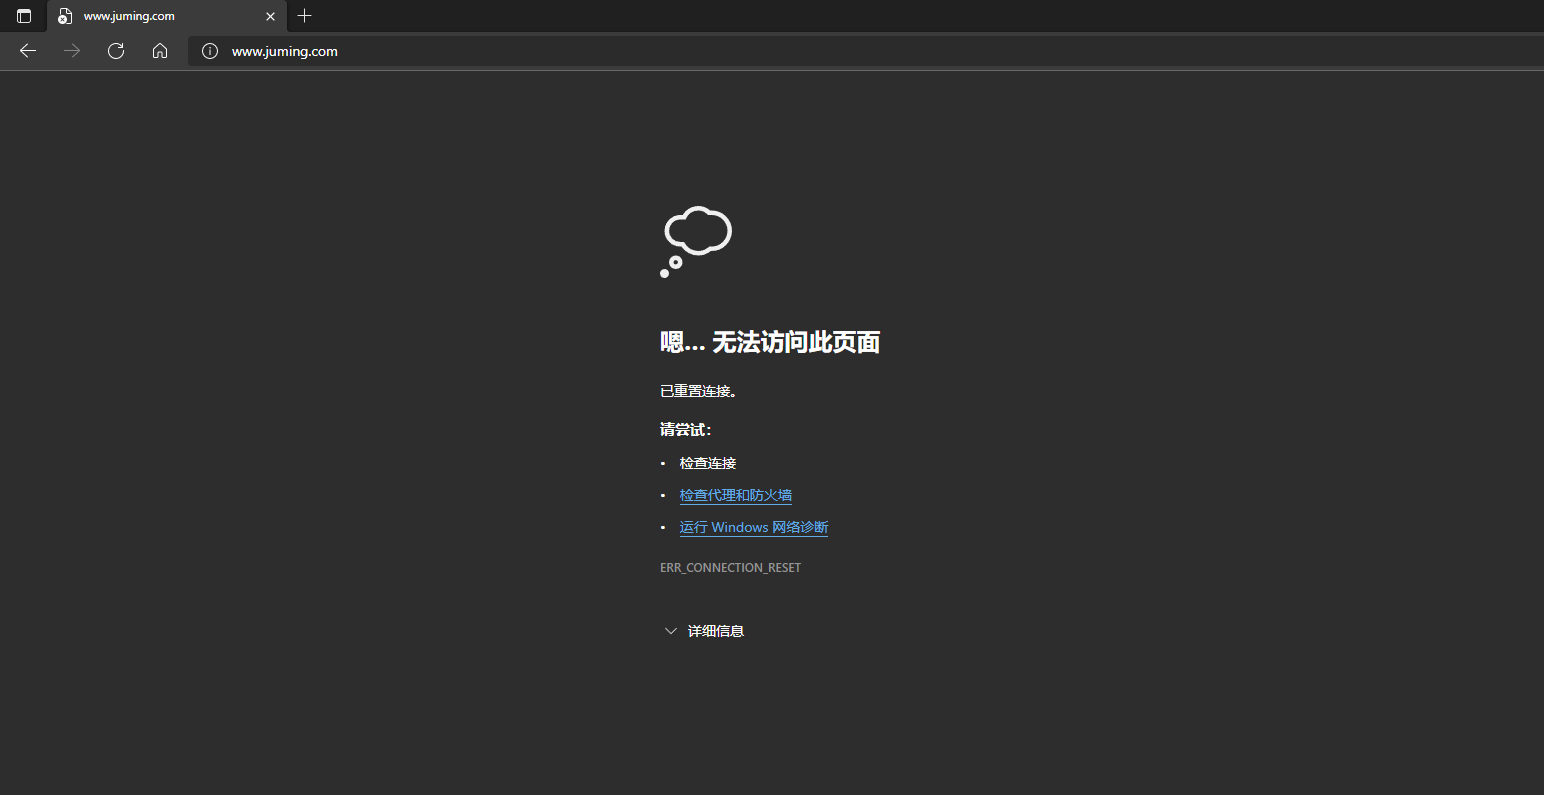 www.juming.com
www.juming.com
嗯… 无法访问此页面
已重置连接。
请尝试：
• 检查连接
• 检查代理和防火墙
• 运行 Windows 网络诊断
ERR_CONNECTION_RESET
详细信息